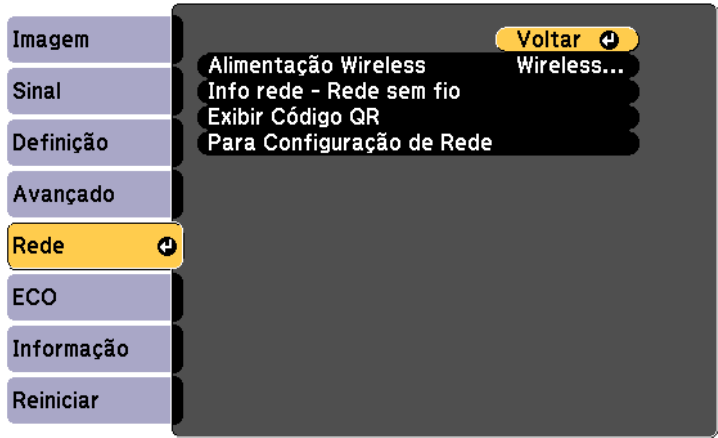 Imagem
Sinal
Definição
Avançado
Rede
ECO
Informação
Reiniciar
Voltar
Alimentação Wireless Wireless...
Info rede - Rede sem fio
Exibir Código QR
Para Configuração de Rede